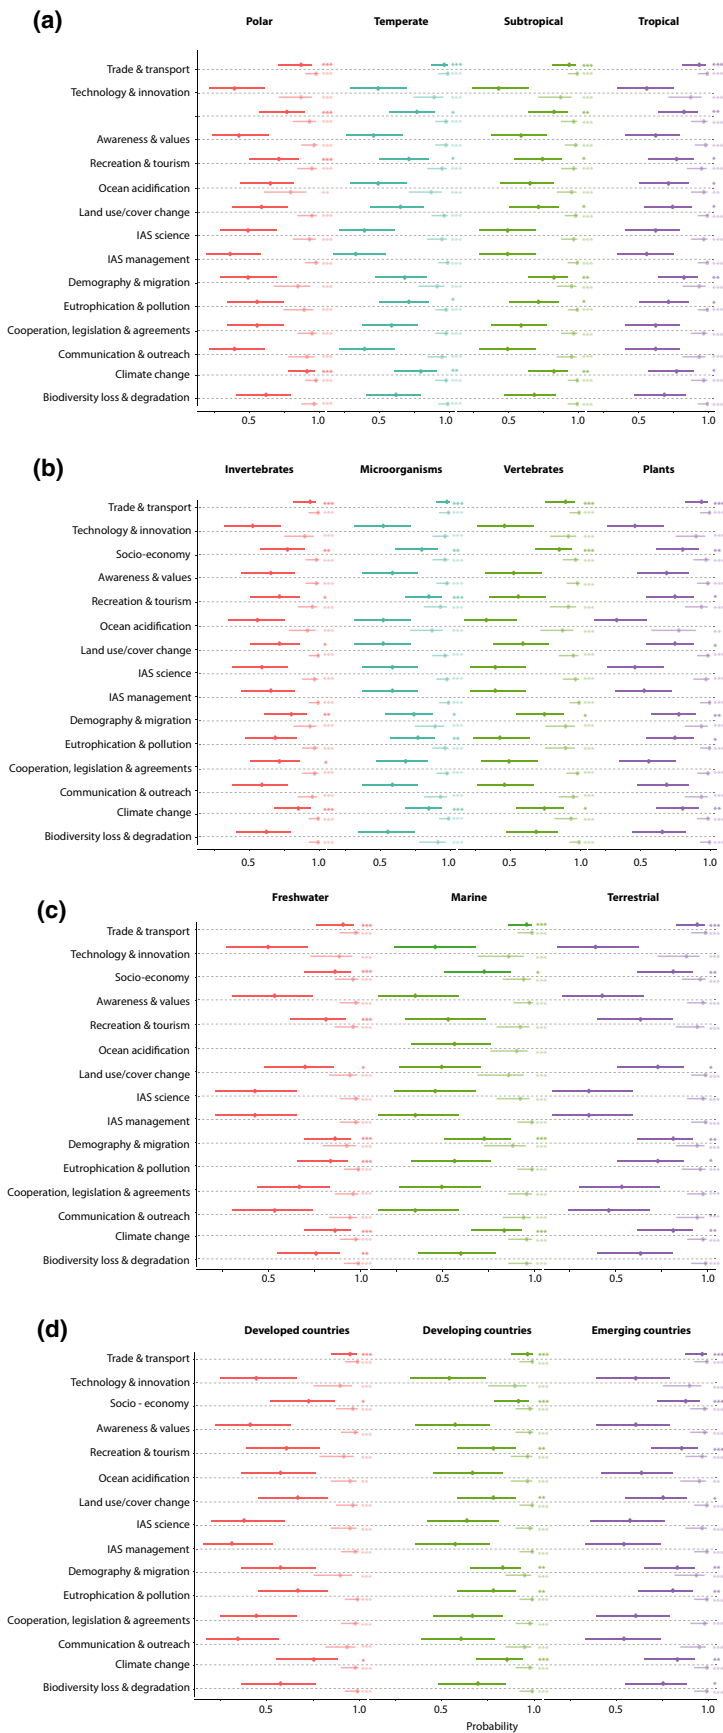 (a)
Polar Temperate Subtropical Tropical
Trade & transport
Technology & innovation
Awareness & values
Recreation & tourism
Ocean acidification
Land use/cover change
IAS science
IAS management
Demography & migration
Eutrophication & pollution
Cooperation, legislation & agreements
Communication & outreach
Climate change
Biodiversity loss & degradation
0.5 1.0 0.5 1.0 0.5 1.0 0.5 1.0
(b)
Invertebrates Microorganisms Vertebrates Plants
Trade & transport
Technology & innovation
Socio-economy
Awareness & values
Recreation & tourism
Ocean acidification
Land use/cover change
IAS science
IAS management
Demography & migration
Eutrophication & pollution
Cooperation, legislation & agreements
Communication & outreach
Climate change
Biodiversity loss & degradation
0.5 1.0 0.5 1.0 0.5 1.0 0.5 1.0
(c)
Freshwater Marine Terrestrial
Trade & transport
Technology & innovation
Socio-economy
Awareness & values
Recreation & tourism
Ocean acidification
Land use/cover change
IAS science
IAS management
Demography & migration
Eutrophication & pollution
Cooperation, legislation & agreements
Communication & outreach
Climate change
Biodiversity loss & degradation
0.5 1.0 0.5 1.0 0.5 1.0
(d)
Developed countries Developing countries Emerging countries
Trade & transport
Technology & innovation
Socio - economy
Awareness & values
Recreation & tourism
Ocean acidification
Land use/cover change
IAS science
IAS management
Demography & migration
Eutrophication & pollution
Cooperation, legislation & agreements
Communication & outreach
Climate change
Biodiversity loss & degradation
0.5 1.0 0.5 1.0 0.5 1.0
Probability